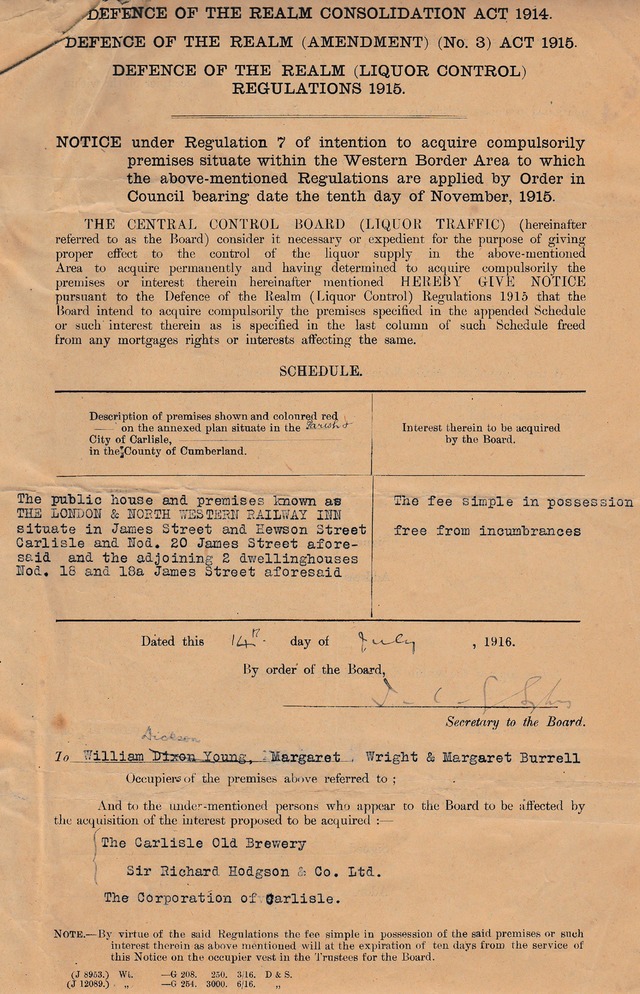 DEFENCE OF THE REALM CONSOLIDATION ACT 1914.
DEFENCE OF THE REALM (AMENDMENT) (No. 3) ACT 1915.
DEFENCE OF THE REALM (LIQUOR CONTROL)
REGULATIONS 1915.
NOTICE under Regulation 7 of intention to acquire compulsorily
premises situate within the Western Border Area to which
the above-mentioned Regulations are applied by Order in
Council bearing date the tenth day of November, 1915.
THE CENTRAL CONTROL BOARD (LIQUOR TRAFFIC) (hereinafter
referred to as the Board) consider it necessary or expedient for the purpose of giving
proper effect to the control of the liquor supply in the above-mentioned
Area to acquire permanently and having determined to acquire compulsorily the
premises or interest therein hereinafter mentioned HEREBY GIVE NOTICE
pursuant to the Defence of the Realm (Liquor Control) Regulations 1915 that the
Board intend to acquire compulsorily the premises specified in the appended Schedule
or such interest therein as is specified in the last column of such Schedule freed
from any mortgages rights or interests affecting the same.
SCHEDULE.
Description of premises shown and coloured red
on the annexed plan situate in the Parish &
City of Carlisle,
in the County of Cumberland.
Interest therein to be acquired
by the Board.
The public house and premises known as
THE LONDON & NORTH WESTERN RAILWAY INN
situate in James Street and Hewson Street
Carlisle and Nod. 20 James Street afore-
said and the adjoining 2 dwellinghouses
Nod. 18 and 18a James Street aforesaid
The fee simple in possession
free from incumbrances
Dated this 14th day of July, 1916.
By order of the Board,
Secretary to the Board.
Dickson
To William Dixon Young, Margaret Wright & Margaret Burrell
Occupiers of the premises above referred to ;
And to the under-mentioned persons who appear to the Board to be affected by
the acquisition of the interest proposed to be acquired :—
The Carlisle Old Brewery
Sir Richard Hodgson & Co. Ltd.
The Corporation of Carlisle.
NOTE.—By virtue of the said Regulations the fee simple in possession of the said premises or such
interest therein as above mentioned will at the expiration of ten days from the service of
this Notice on the occupier vest in the Trustees for the Board.
(J 8953.) Wt. —G 208. 250. 3/16. D & S.
(J 12089.) „ —G 254. 3000. 6/16. „